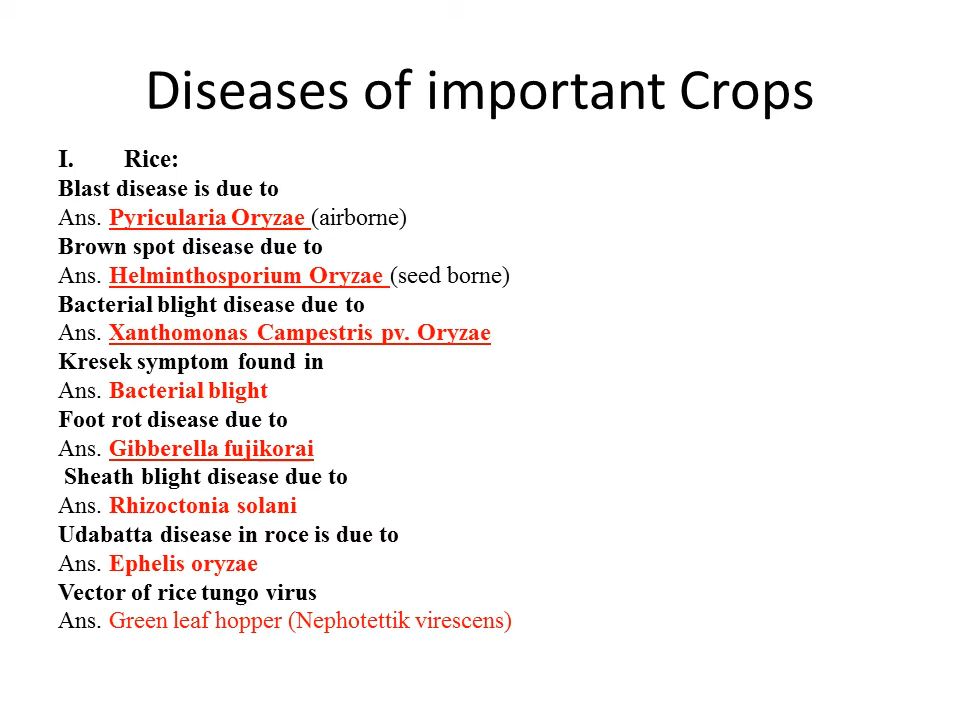 Diseases of important Crops
I. Rice:
Blast disease is due to
Ans. Pyricularia Oryzae (airborne)
Brown spot disease due to
Ans. Helminthosporium Oryzae (seed borne)
Bacterial blight disease due to
Ans. Xanthomonas Campestris pv. Oryzae
Kresek symptom found in
Ans. Bacterial blight
Foot rot disease due to
Ans. Gibberella fujikorai
Sheath blight disease due to
Ans. Rhizoctonia solani
Udabatta disease in roce is due to
Ans. Ephelis oryzae
Vector of rice tungo virus
Ans. Green leaf hopper (Nephotettik virescens)